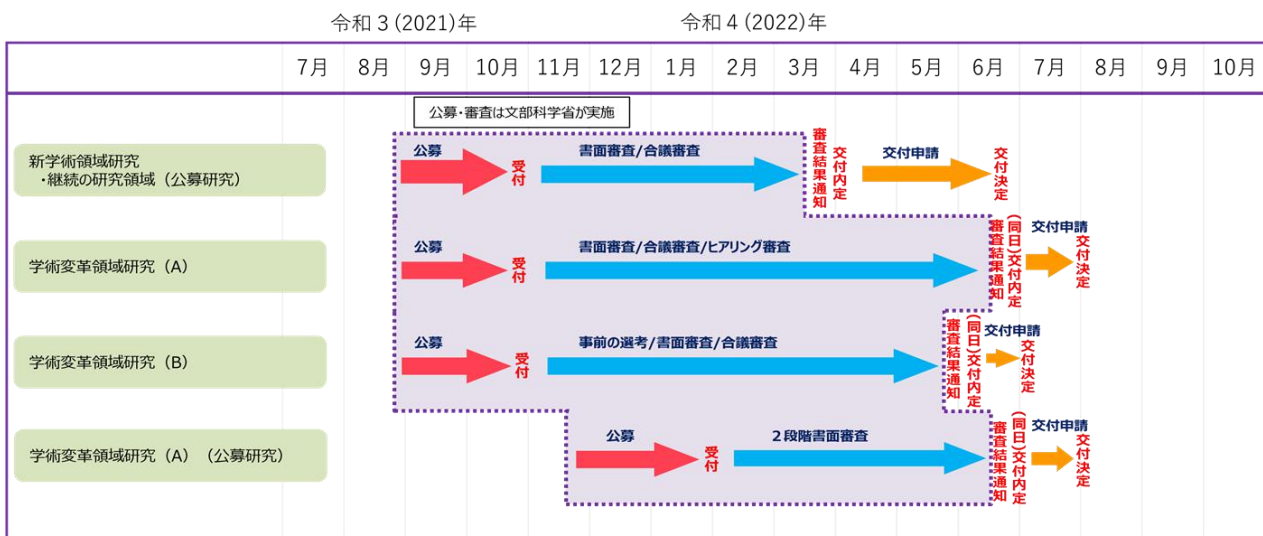 令和3(2021)年 令和4(2022)年
7月 8月 9月 10月 11月 12月 1月 2月 3月 4月 5月 6月 7月 8月 9月 10月
公募・審査は文部科学省が実施
新学術領域研究
・継続の研究領域(公募研究)
公募
受付
書面審査/合議審査
審査結果通知
交付内定
交付申請
交付決定
学術変革領域研究(A)
公募
受付
書面審査/合議審査/ヒアリング審査
審査結果通知
(同日)交付内定
交付申請
交付決定
学術変革領域研究(B)
公募
受付
事前の選考/書面審査/合議審査
審査結果通知
(同日)交付内定
交付申請
交付決定
学術変革領域研究(A)(公募研究)
公募
受付
2段階書面審査
審査結果通知
(同日)交付内定
交付申請
交付決定